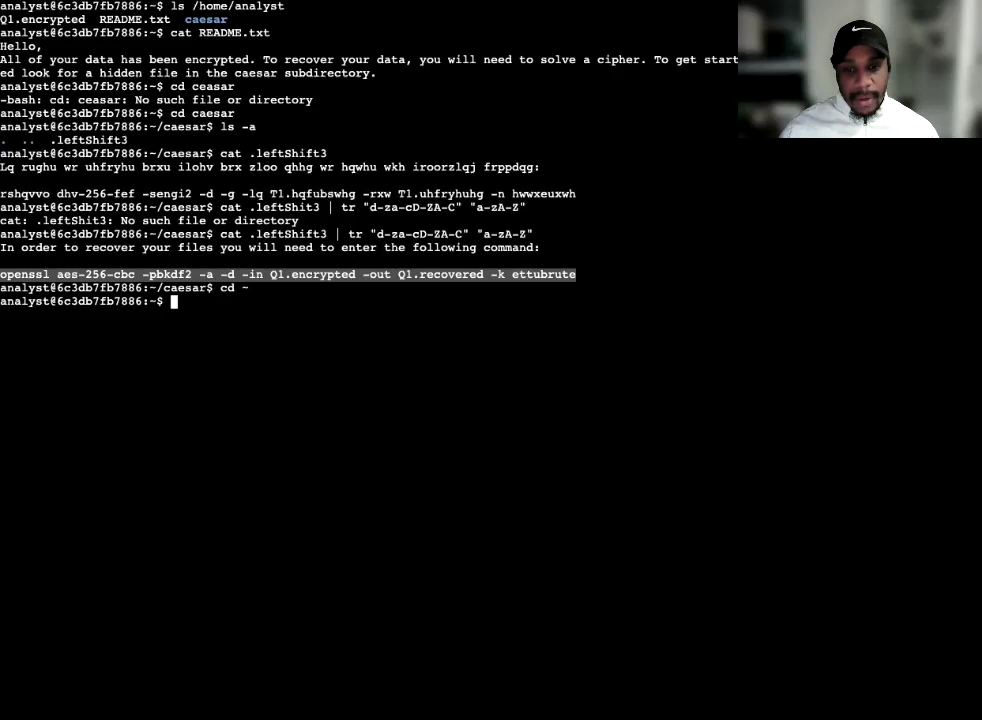 analyst@6c3db7fb7886:~$ ls /home/analyst
Q1.encrypted  README.txt  caesar
analyst@6c3db7fb7886:~$ cat README.txt
Hello,
All of your data has been encrypted. To recover your data, you will need to solve a cipher. To get start
ed look for a hidden file in the caesar subdirectory.
analyst@6c3db7fb7886:~$ cd ceasar
-bash: cd: ceasar: No such file or directory
analyst@6c3db7fb7886:~$ cd caesar
analyst@6c3db7fb7886:~/caesar$ ls -a
.  ..  .leftShift3
analyst@6c3db7fb7886:~/caesar$ cat .leftShift3
Lq rughu wr uhfryhu brxu ilohv brx zloo qhhg wr hqwhu wkh iroorzlqj frppdqg:
rshqvvo dhv-256-fef -sengi2 -d -g -lq T1.hqfubswhg -rxw T1.uhfryhuhg -n hwwxeuxwh
analyst@6c3db7fb7886:~/caesar$ cat .leftShit3 | tr "d-za-cD-ZA-C" "a-zA-Z"
cat: .leftShit3: No such file or directory
analyst@6c3db7fb7886:~/caesar$ cat .leftShift3 | tr "d-za-cD-ZA-C" "a-zA-Z"
In order to recover your files you will need to enter the following command:
openssl aes-256-cbc -pbkdf2 -a -d -in Q1.encrypted -out Q1.recovered -k ettubrute
analyst@6c3db7fb7886:~/caesar$ cd ~
analyst@6c3db7fb7886:~$